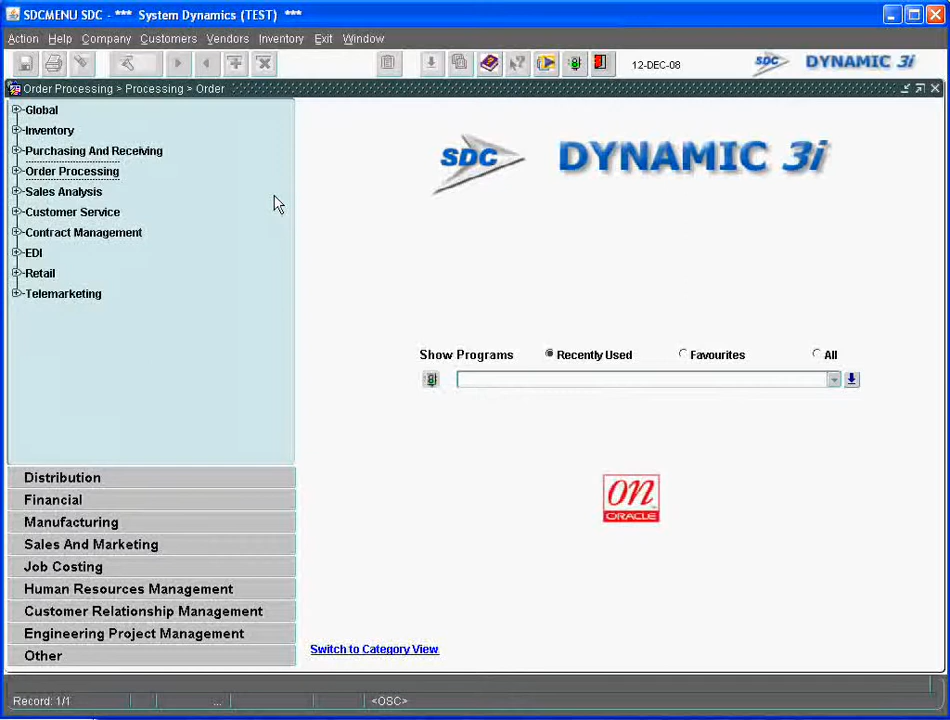 SDCMENU SDC - *** System Dynamics (TEST) ***
Action Help Company Customers Vendors Inventory Exit Window
12-DEC-08 SDC DYNAMIC 3i
Order Processing > Processing > Order
Global
Inventory
Purchasing And Receiving
Order Processing
Sales Analysis
Customer Service
Contract Management
EDI
Retail
Telemarketing
SDC DYNAMIC 3i
Show Programs Recently Used Favourites All
Distribution
Financial
Manufacturing
Sales And Marketing
Job Costing
Human Resources Management
Customer Relationship Management
Engineering Project Management
Other
on
ORACLE
Switch to Category View
Record: 1/1 ... <OSC>